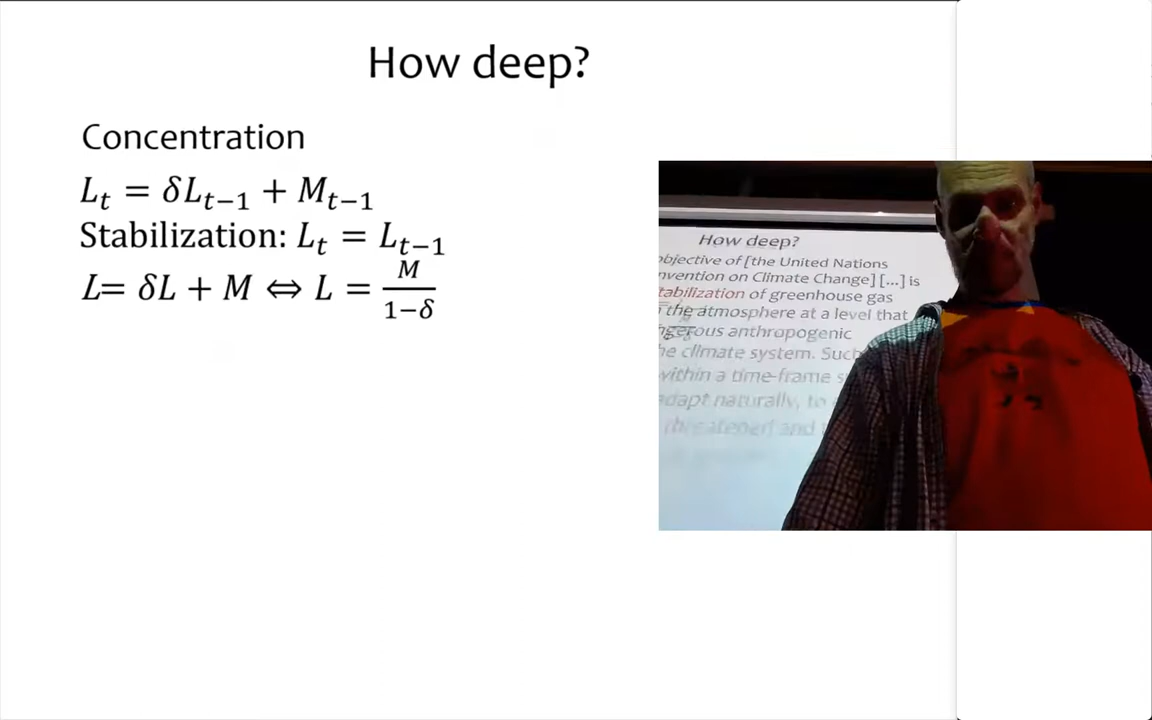 How deep?
Concentration
L_t = δL_{t−1} + M_{t−1}
Stabilization: L_t = L_{t−1}
L= δL + M ⇔ L = M/(1−δ)
How deep?
objective of [the United Nations
nvention on Climate Change] [...] is
tabilization of greenhouse gas
the atmosphere at a level that
gerous anthropogenic
he climate system. Such
within a time-frame s
adapt naturally, to
threatened and